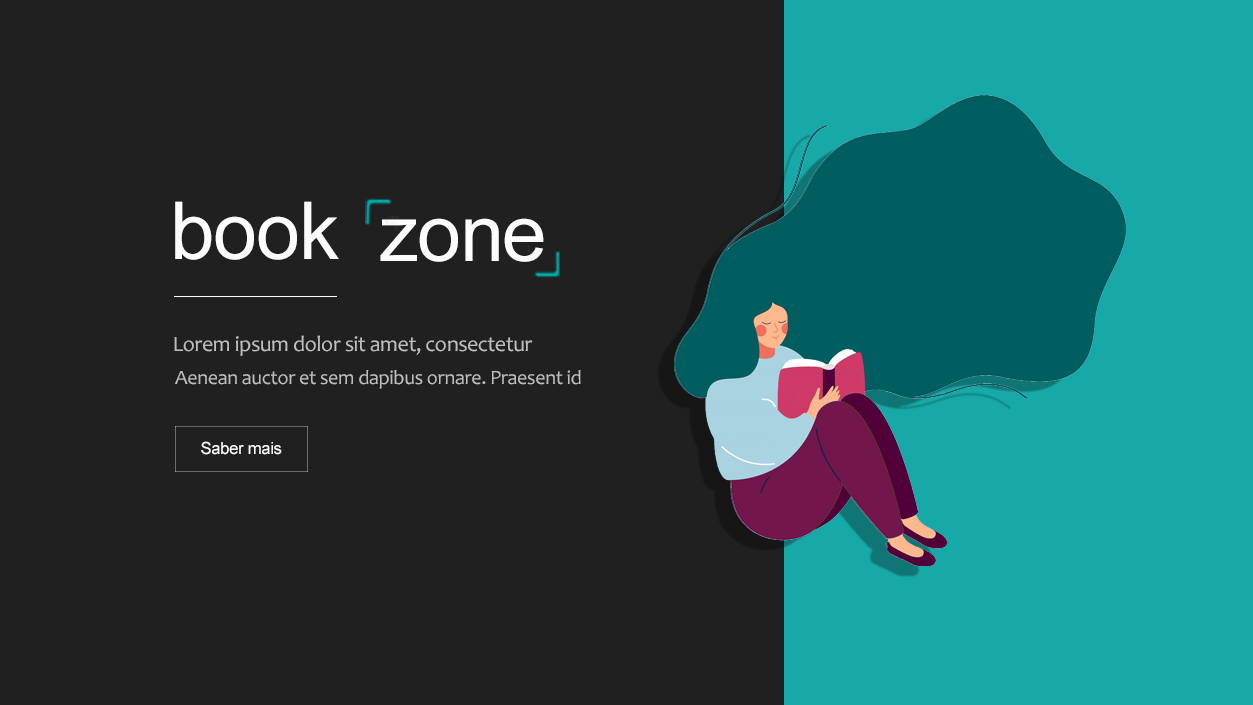 book zone
Lorem ipsum dolor sit amet, consectetur
Aenean auctor et sem dapibus ornare. Praesent id
Saber mais